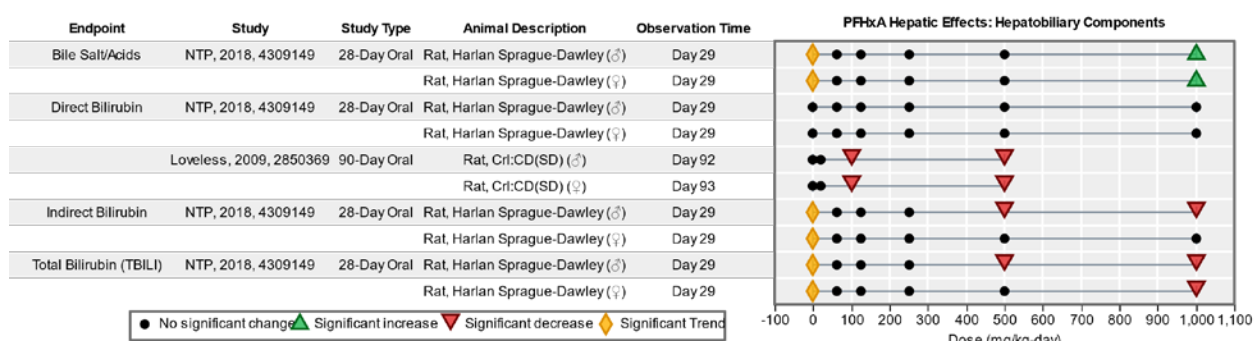 PFHxA Hepatic Effects: Hepatobiliary Components
Endpoint Study Study Type Animal Description Observation Time
Bile Salt/Acids NTP, 2018, 4309149 28-Day Oral Rat, Harlan Sprague-Dawley (♂) Day 29
Rat, Harlan Sprague-Dawley (♀) Day 29
Direct Bilirubin NTP, 2018, 4309149 28-Day Oral Rat, Harlan Sprague-Dawley (♂) Day 29
Rat, Harlan Sprague-Dawley (♀) Day 29
Loveless, 2009, 2850369 90-Day Oral Rat, Crl:CD(SD) (♂) Day 92
Rat, Crl:CD(SD) (♀) Day 93
Indirect Bilirubin NTP, 2018, 4309149 28-Day Oral Rat, Harlan Sprague-Dawley (♂) Day 29
Rat, Harlan Sprague-Dawley (♀) Day 29
Total Bilirubin (TBILI) NTP, 2018, 4309149 28-Day Oral Rat, Harlan Sprague-Dawley (♂) Day 29
Rat, Harlan Sprague-Dawley (♀) Day 29
No significant change Significant increase Significant decrease Significant Trend
-100 0 100 200 300 400 500 600 700 800 900 1,000 1,100
Dose (mg/kg-day)